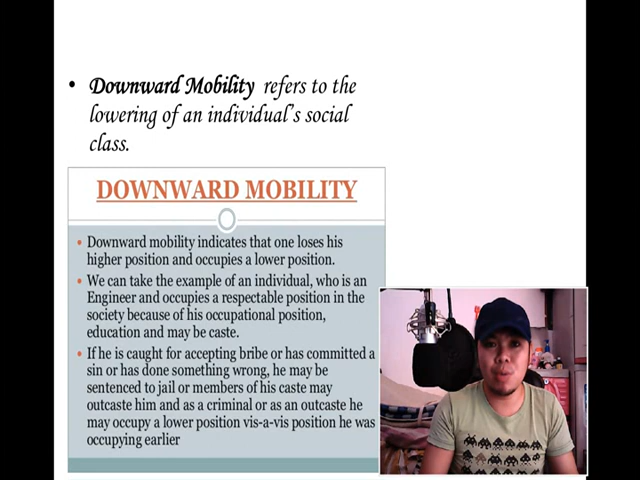 • Downward Mobility refers to the
lowering of an individual's social
class.
DOWNWARD MOBILITY
• Downward mobility indicates that one loses his
higher position and occupies a lower position.
• We can take the example of an individual, who is an
Engineer and occupies a respectable position in the
society because of his occupational position,
education and may be caste.
• If he is caught for accepting bribe or has committed a
sin or has done something wrong, he may be
sentenced to jail or members of his caste may
outcaste him and as a criminal or as an outcaste he
may occupy a lower position vis-a-vis position he was
occupying earlier